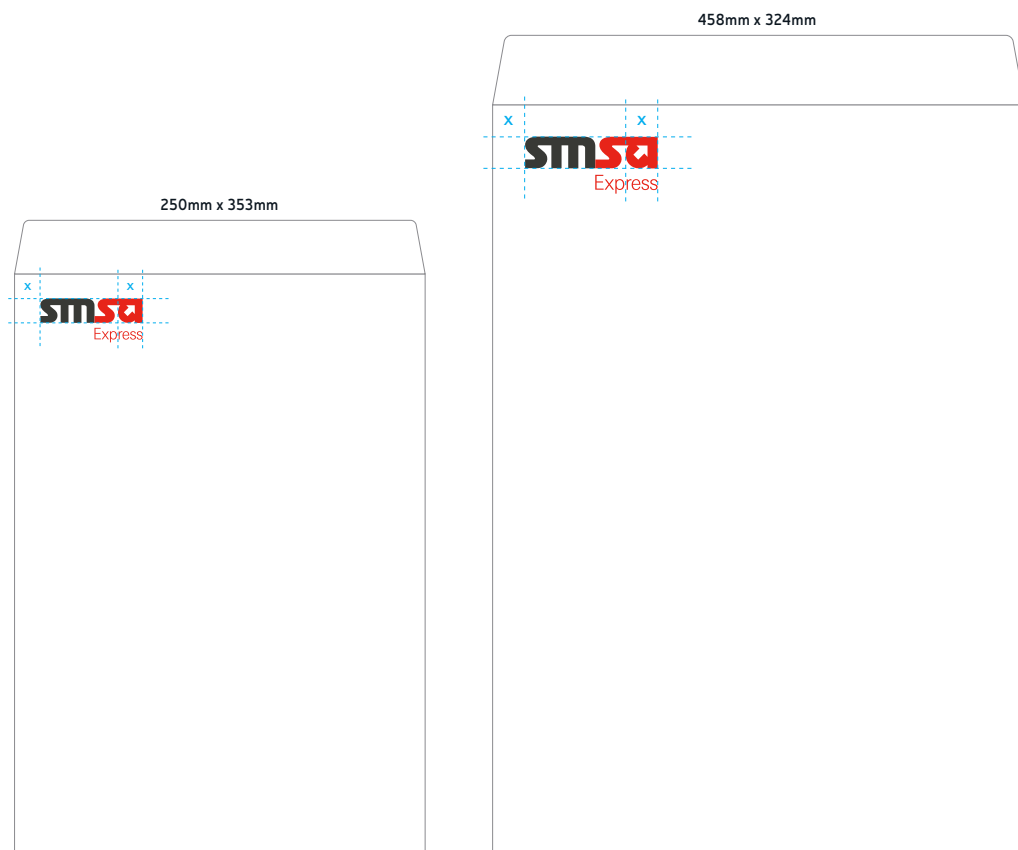 458mm x 324mm
x x
smsa
Express
250mm x 353mm
x x
smsa
Express